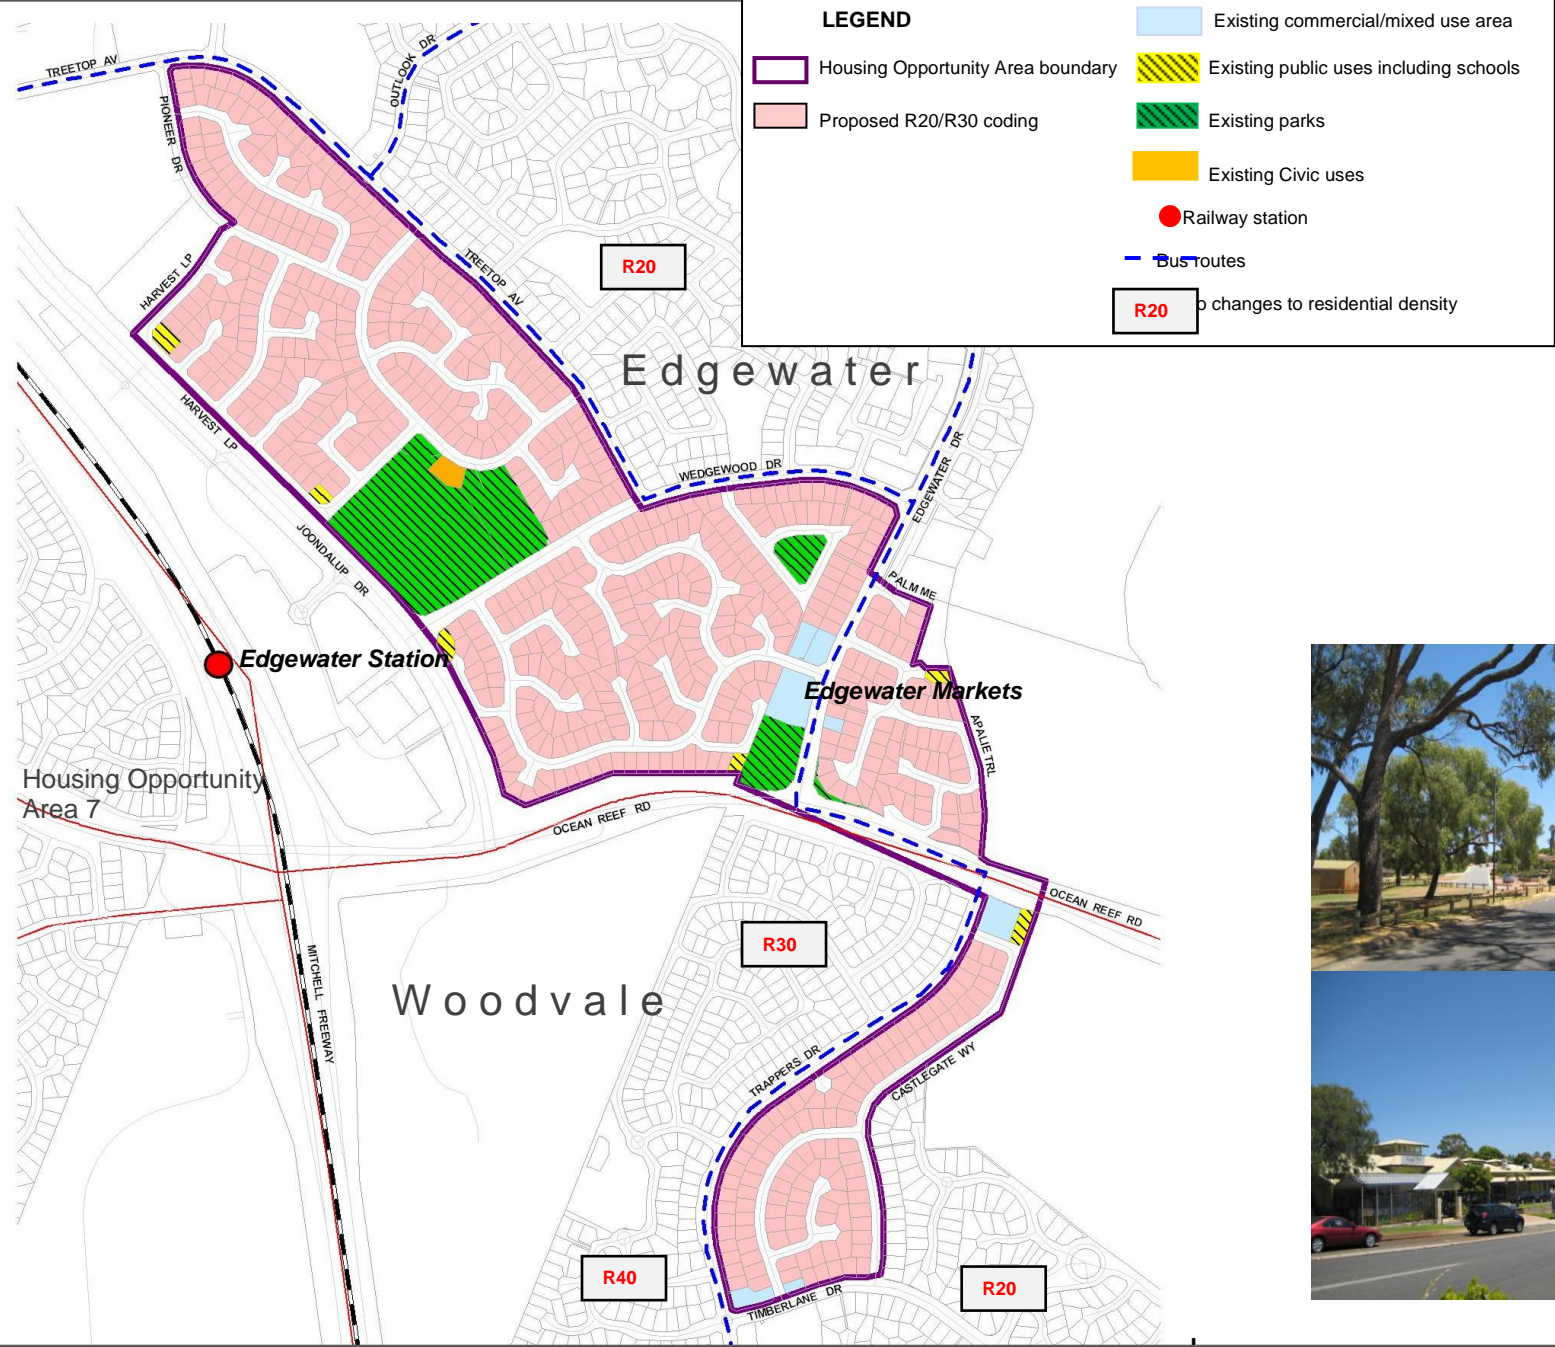 LEGEND
Housing Opportunity Area boundary
Proposed R20/R30 coding
Existing commercial/mixed use area
Existing public uses including schools
Existing parks
Existing Civic uses
Railway station
Bus routes
R20
o changes to residential density
TREETOP AV
OUTLOOK DR
PIONEER DR
HARVEST LP
TREETOP AV
R20
Edgewater
HARVEST LP
WEDGEWOOD DR
EDGEWATER DR
JOONDALUP DR
PALM ME
Edgewater Station
Edgewater Markets
APALIE TRL
Housing Opportunity
Area 7
OCEAN REEF RD
OCEAN REEF RD
R30
MITCHELL FREEWAY
Woodvale
TRAPPERS DR
CASTLEGATE WY
R40
R20
TIMBERLANE DR